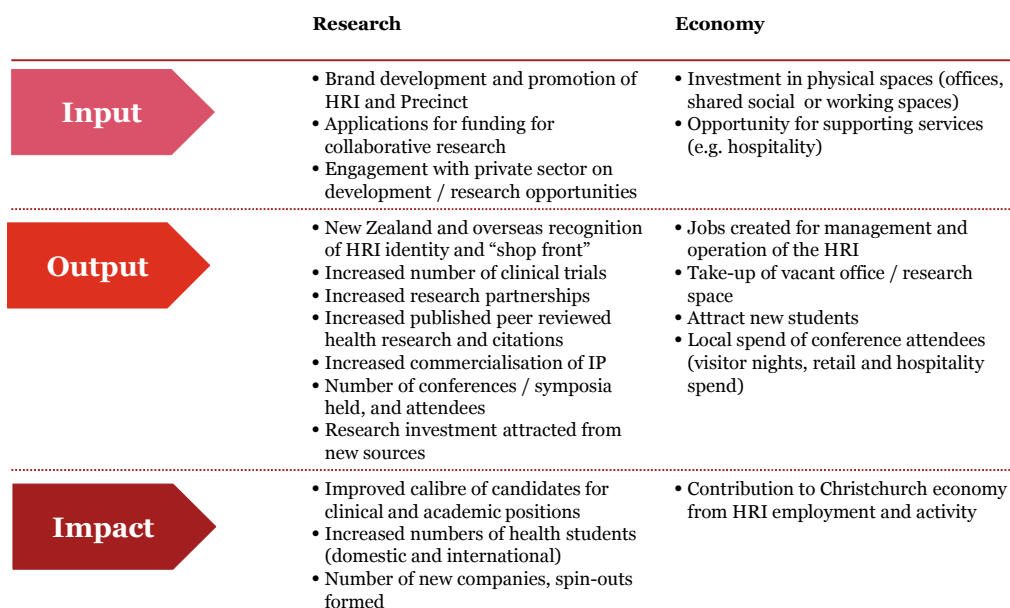 Research
Economy
Input
• Brand development and promotion of
HRI and Precinct
• Applications for funding for
collaborative research
• Engagement with private sector on
development / research opportunities
• Investment in physical spaces (offices,
shared social or working spaces)
• Opportunity for supporting services
(e.g. hospitality)
Output
• New Zealand and overseas recognition
of HRI identity and “shop front”
• Increased number of clinical trials
• Increased research partnerships
• Increased published peer reviewed
health research and citations
• Increased commercialisation of IP
• Number of conferences / symposia
held, and attendees
• Research investment attracted from
new sources
• Jobs created for management and
operation of the HRI
• Take-up of vacant office / research
space
• Attract new students
• Local spend of conference attendees
(visitor nights, retail and hospitality
spend)
Impact
• Improved calibre of candidates for
clinical and academic positions
• Increased numbers of health students
(domestic and international)
• Number of new companies, spin-outs
formed
• Contribution to Christchurch economy
from HRI employment and activity